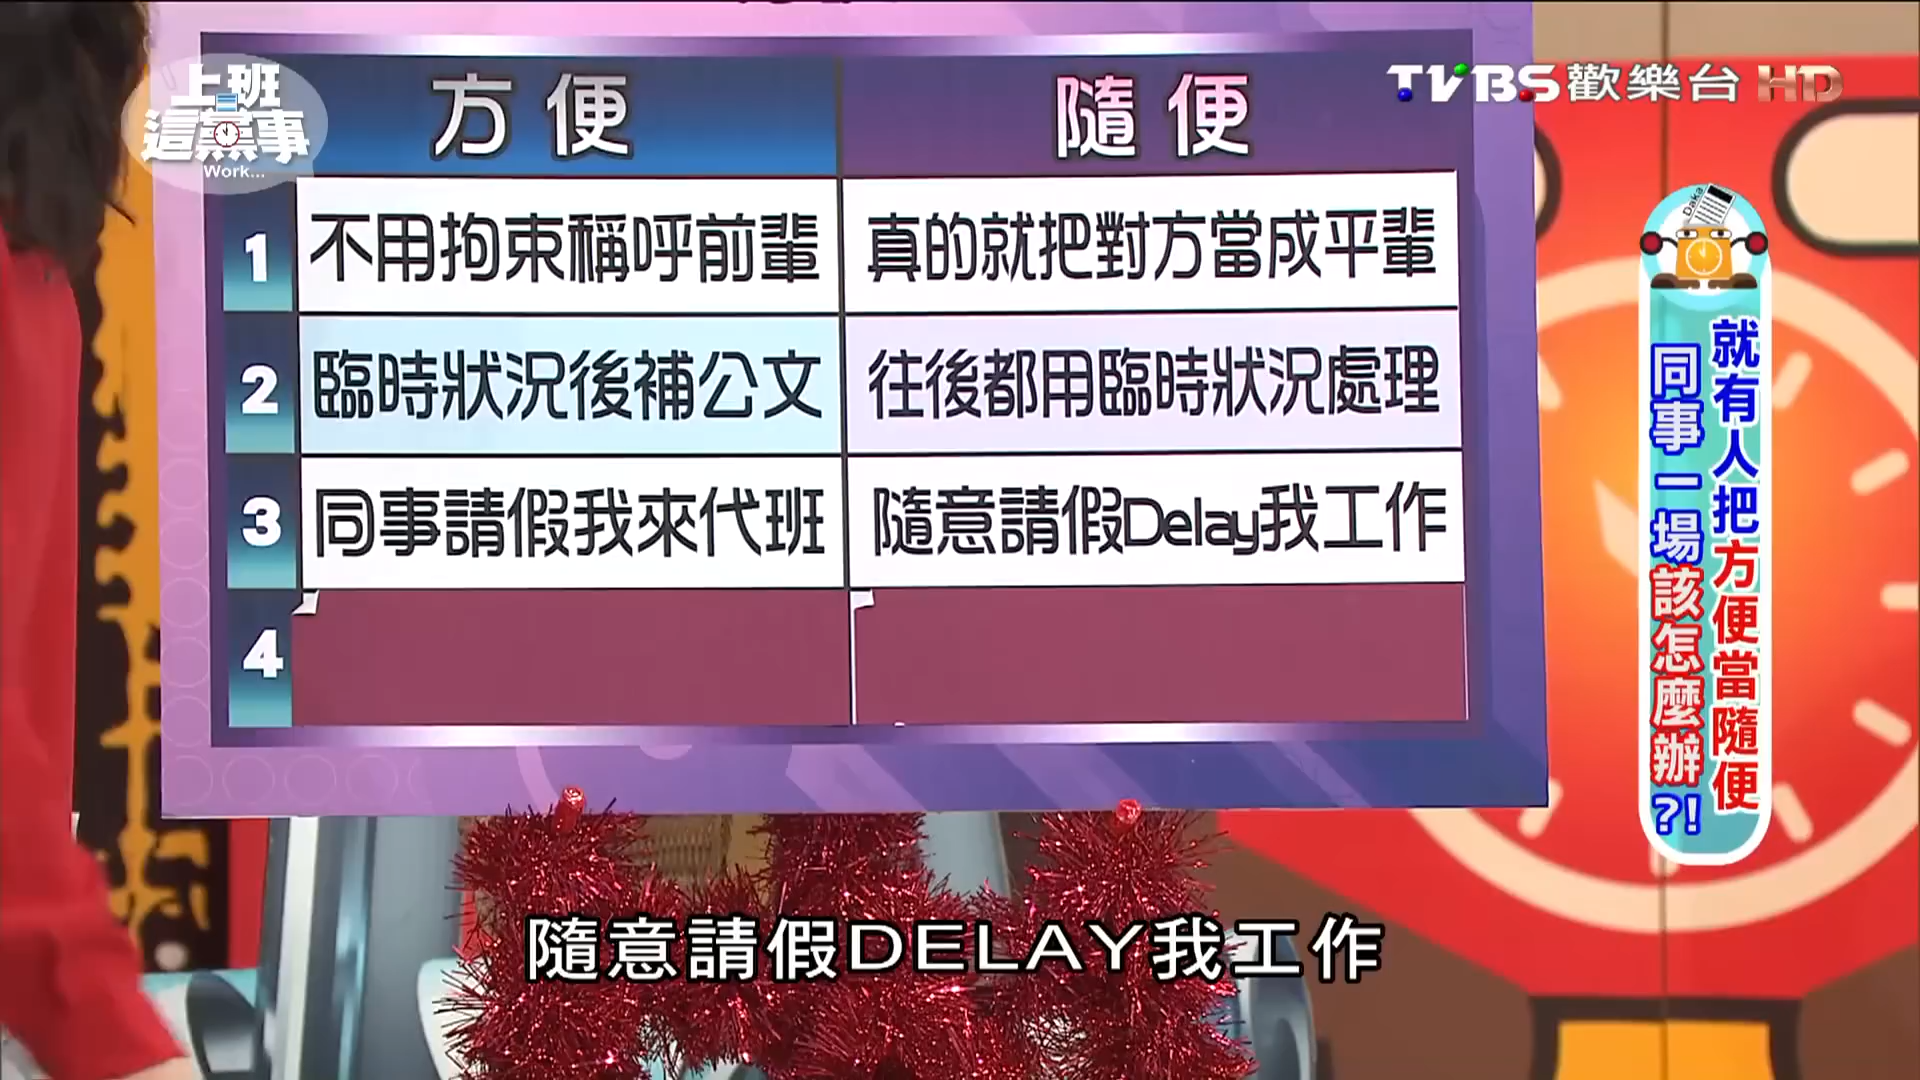 上班
這黨事
Work...
TVBS歡樂台 HD
方便 隨便
1 不用拘束稱呼前輩 真的就把對方當成平輩
2 臨時狀況後補公文 往後都用臨時狀況處理
3 同事請假我來代班 隨意請假Delay我工作
4
Daka
就有人把方便當隨便
同事一場該怎麼辦?!
隨意請假DELAY我工作